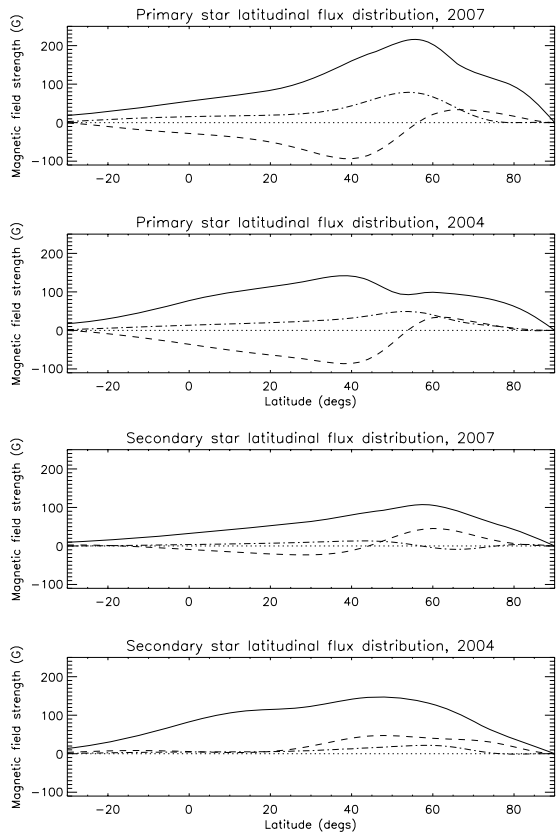 Primary star latitudinal flux distribution, 2007
Magnetic field strength (G)
200
100
0
−100
−20 0 20 40 60 80
Primary star latitudinal flux distribution, 2004
Magnetic field strength (G)
200
100
0
−100
−20 0 20 40 60 80
Latitude (degs)
Secondary star latitudinal flux distribution, 2007
Magnetic field strength (G)
200
100
0
−100
−20 0 20 40 60 80
Secondary star latitudinal flux distribution, 2004
Magnetic field strength (G)
200
100
0
−100
−20 0 20 40 60 80
Latitude (degs)